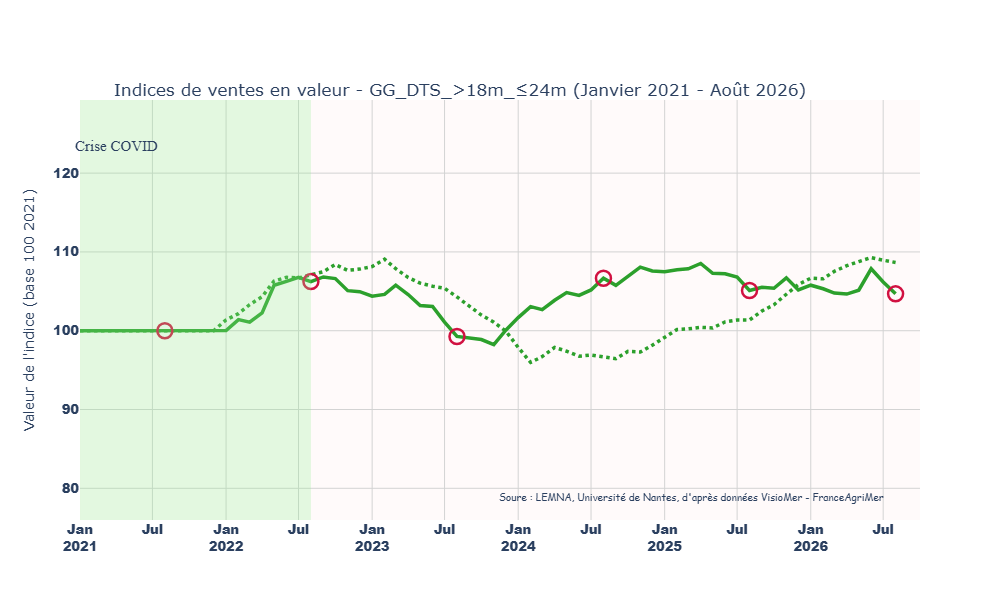 Indices de ventes en valeur - GG_DTS_>18m_≤24m (Janvier 2021 - Août 2026)
Crise COVID
Valeur de l'indice (base 100 2021)
120
110
100
90
80
Soure : LEMNA, Université de Nantes, d'après données VisioMer - FranceAgriMer
Jan Jul Jan Jul Jan Jul Jan Jul Jan Jul Jan Jul
2021 2022 2023 2024 2025 2026